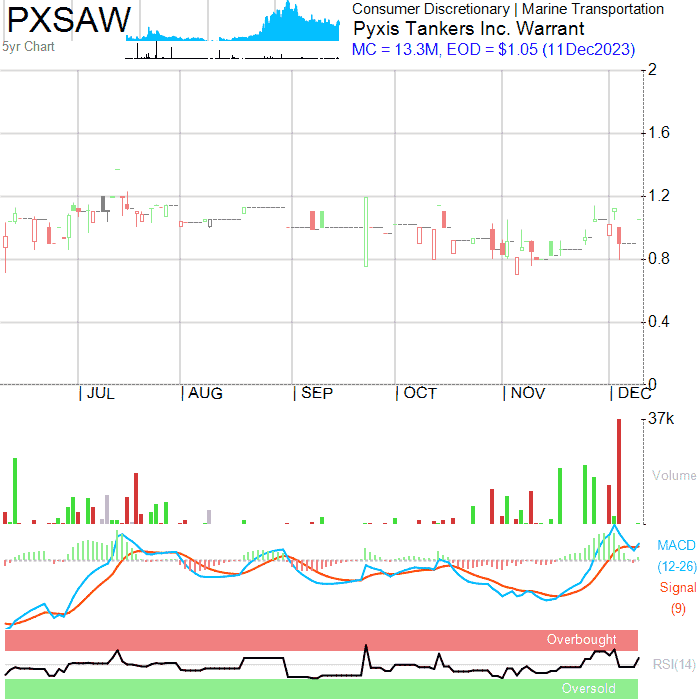 PXSAW
5yr Chart
Consumer Discretionary | Marine Transportation
Pyxis Tankers Inc. Warrant
MC = 13.3M, EOD = $1.05 (11Dec2023)
2
1.6
1.2
0.8
0.4
0
| JUL | AUG | SEP | OCT | NOV | DEC
37k
Volume
MACD
(12-26)
Signal
(9)
Overbought
RSI(14)
Oversold